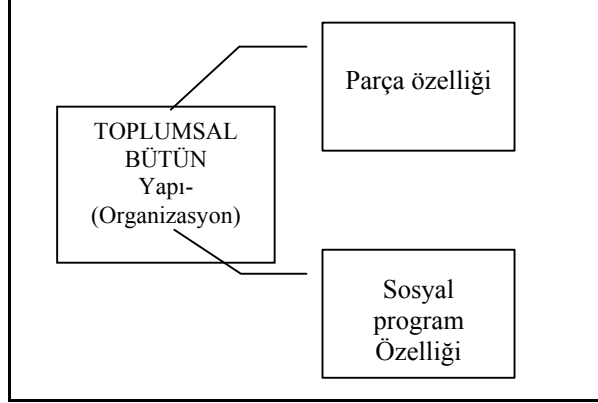 Parça özelliği
TOPLUMSAL
BÜTÜN
Yapı-
(Organizasyon)
Sosyal
program
Özelliği